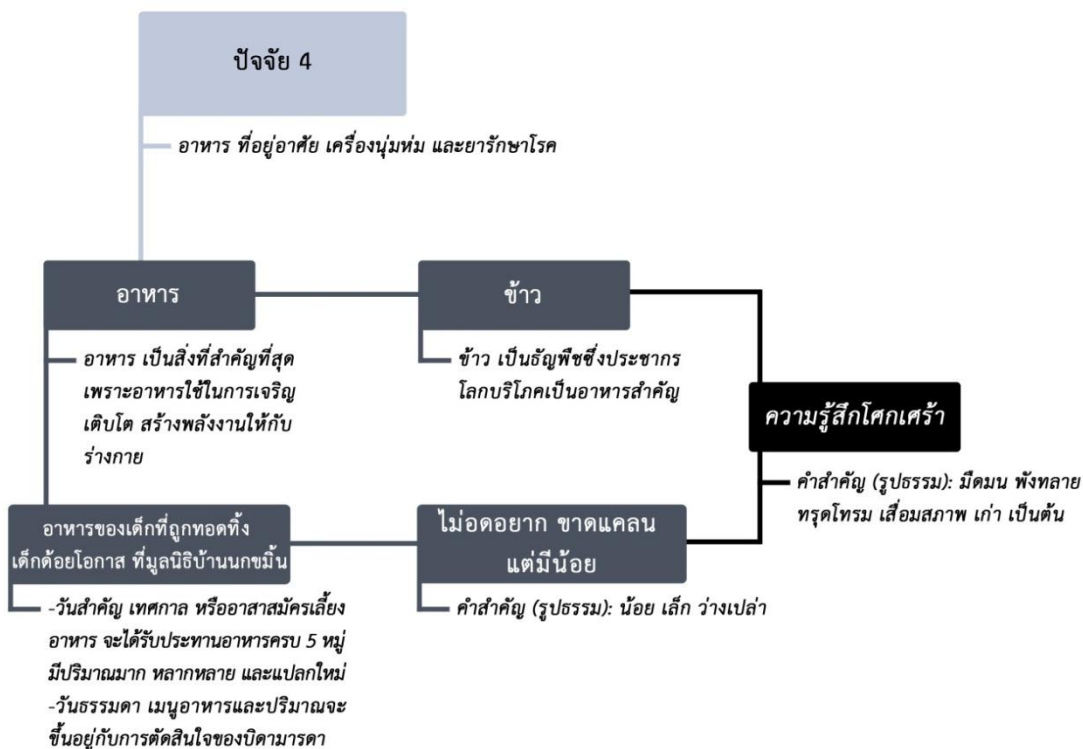 ปัจจัย 4
อาหาร ที่อยู่อาศัย เครื่องนุ่มห่ม และยารักษาโรค
อาหาร
อาหาร เป็นสิ่งที่สำคัญที่สุด
เพราะอาหารใช้ในการเจริญ
เติบโต สร้างพลังงานให้กับ
ร่างกาย
ข้าว
ข้าว เป็นธัญพืชซึ่งประชากร
โลกบริโภคเป็นอาหารสำคัญ
ความรู้สึกโศกเศร้า
คำสำคัญ (รูปธรรม): มืดมน พังทลาย
ทรุดโทรม เสื่อมสภาพ เก่า เป็นต้น
อาหารของเด็กที่ถูกทอดทิ้ง
เด็กด้อยโอกาส ที่มูลนิธิบ้านนกขมิ้น
-วันสำคัญ เทศกาล หรืออาสาสมัครเลี้ยง
อาหาร จะได้รับประทานอาหารครบ 5 หมู่
มีปริมาณมาก หลากหลาย และแปลกใหม่
-วันธรรมดา เมนูอาหารและปริมาณจะ
ขึ้นอยู่กับการตัดสินใจของบิดามารดา
ไม่อดอยาก ขาดแคลน
แต่มีน้อย
คำสำคัญ (รูปธรรม): น้อย เล็ก ว่างเปล่า